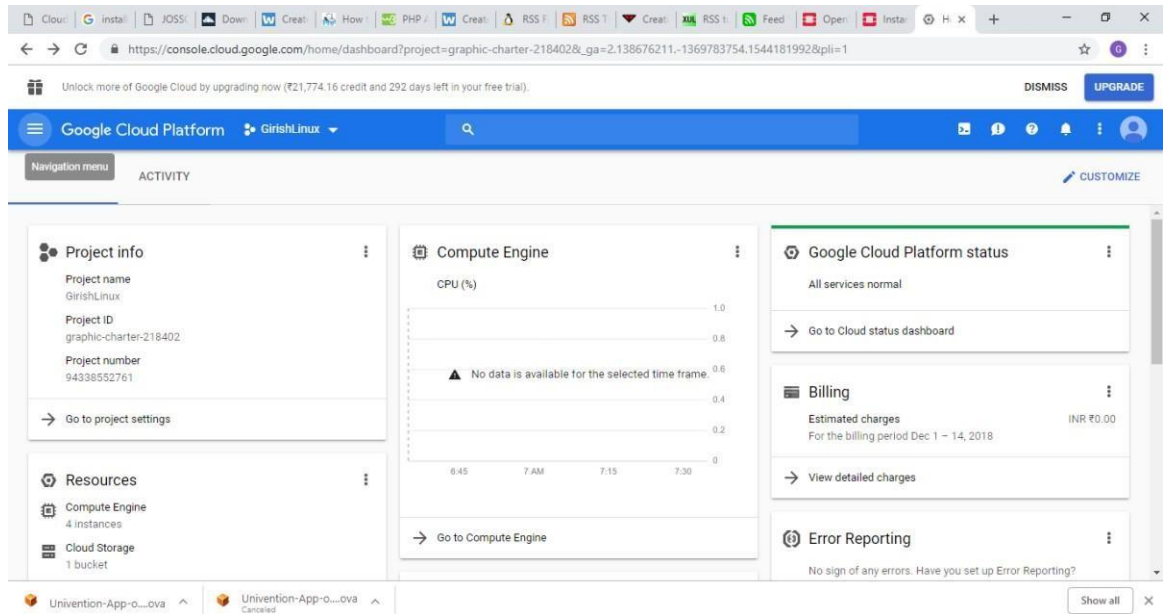 Cloud
G instal
JOSSO
Down
Creat
How
PHP /
Creat
RSS F
RSS T
Creat
RSS t
Feed
Open
Instar
H
https://console.cloud.google.com/home/dashboard?project=graphic-charter-218402&_ga=2.138676211.-1369783754.1544181992&pli=1
G
Unlock more of Google Cloud by upgrading now (₹21,774.16 credit and 292 days left in your free trial).
DISMISS
UPGRADE
Google Cloud Platform
GirishLinux
Navigation menu
ACTIVITY
CUSTOMIZE
Project info
Project name
GirishLinux
Project ID
graphic-charter-218402
Project number
94338552761
Go to project settings
Resources
Compute Engine
4 instances
Cloud Storage
1 bucket
Compute Engine
CPU (%)
1.0
0.8
No data is available for the selected time frame.
0.6
0.4
0.2
0
6:45 7 AM 7:15 7:30
Go to Compute Engine
Google Cloud Platform status
All services normal
Go to Cloud status dashboard
Billing
Estimated charges INR ₹0.00
For the billing period Dec 1 – 14, 2018
View detailed charges
Error Reporting
No sign of any errors. Have you set up Error Reporting?
Univention-App-o....ova
Univention-App-o....ova
Canceled
Show all